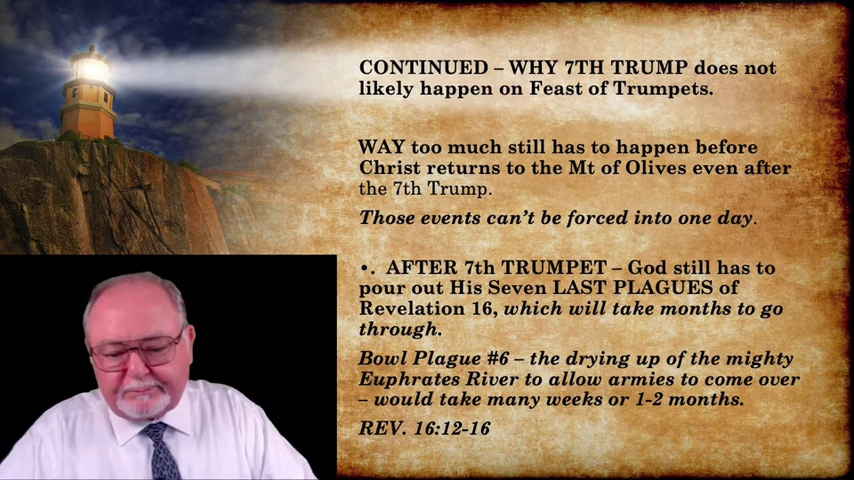 CONTINUED – WHY 7TH TRUMP does not
likely happen on Feast of Trumpets.
WAY too much still has to happen before
Christ returns to the Mt of Olives even after
the 7th Trump.
Those events can’t be forced into one day.
•. AFTER 7th TRUMPET – God still has to
pour out His Seven LAST PLAGUES of
Revelation 16, which will take months to go
through.
Bowl Plague #6 – the drying up of the mighty
Euphrates River to allow armies to come over
– would take many weeks or 1-2 months.
REV. 16:12-16